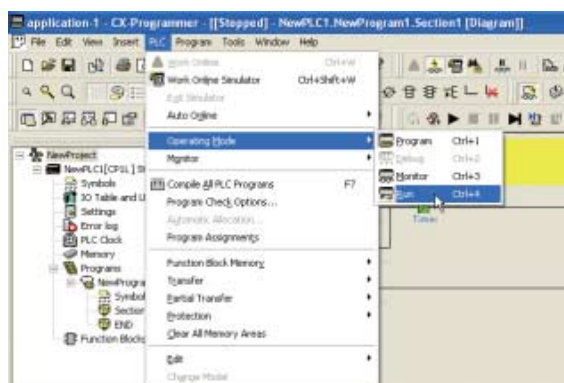 application-1 - CX-Programmer - [[Stopped] - NewPLC1.NewProgram1.Section1 [Diagram]]
File Edit View Insert PLC Program Tools Window Help
Work Online Ctrl+W
Work Online Simulator Ctrl+Shift+W
Exit Simulator
Auto Online
Operating Mode
Program Ctrl+1
Debug Ctrl+2
Monitor Ctrl+3
Run Ctrl+4
Timer
Monitor
Compile All PLC Programs F7
Program Check Options...
Automatic Allocation...
Program Assignments
Function Block Memory
Transfer
Partial Transfer
Protection
Clear All Memory Areas
Edit
Change Model
NewProject
NewPLC1[CP1L] S
Symbols
IO Table and U
Settings
Error log
PLC Clock
Memory
Programs
NewProgra
Symbol
Section
END
Function Blocks